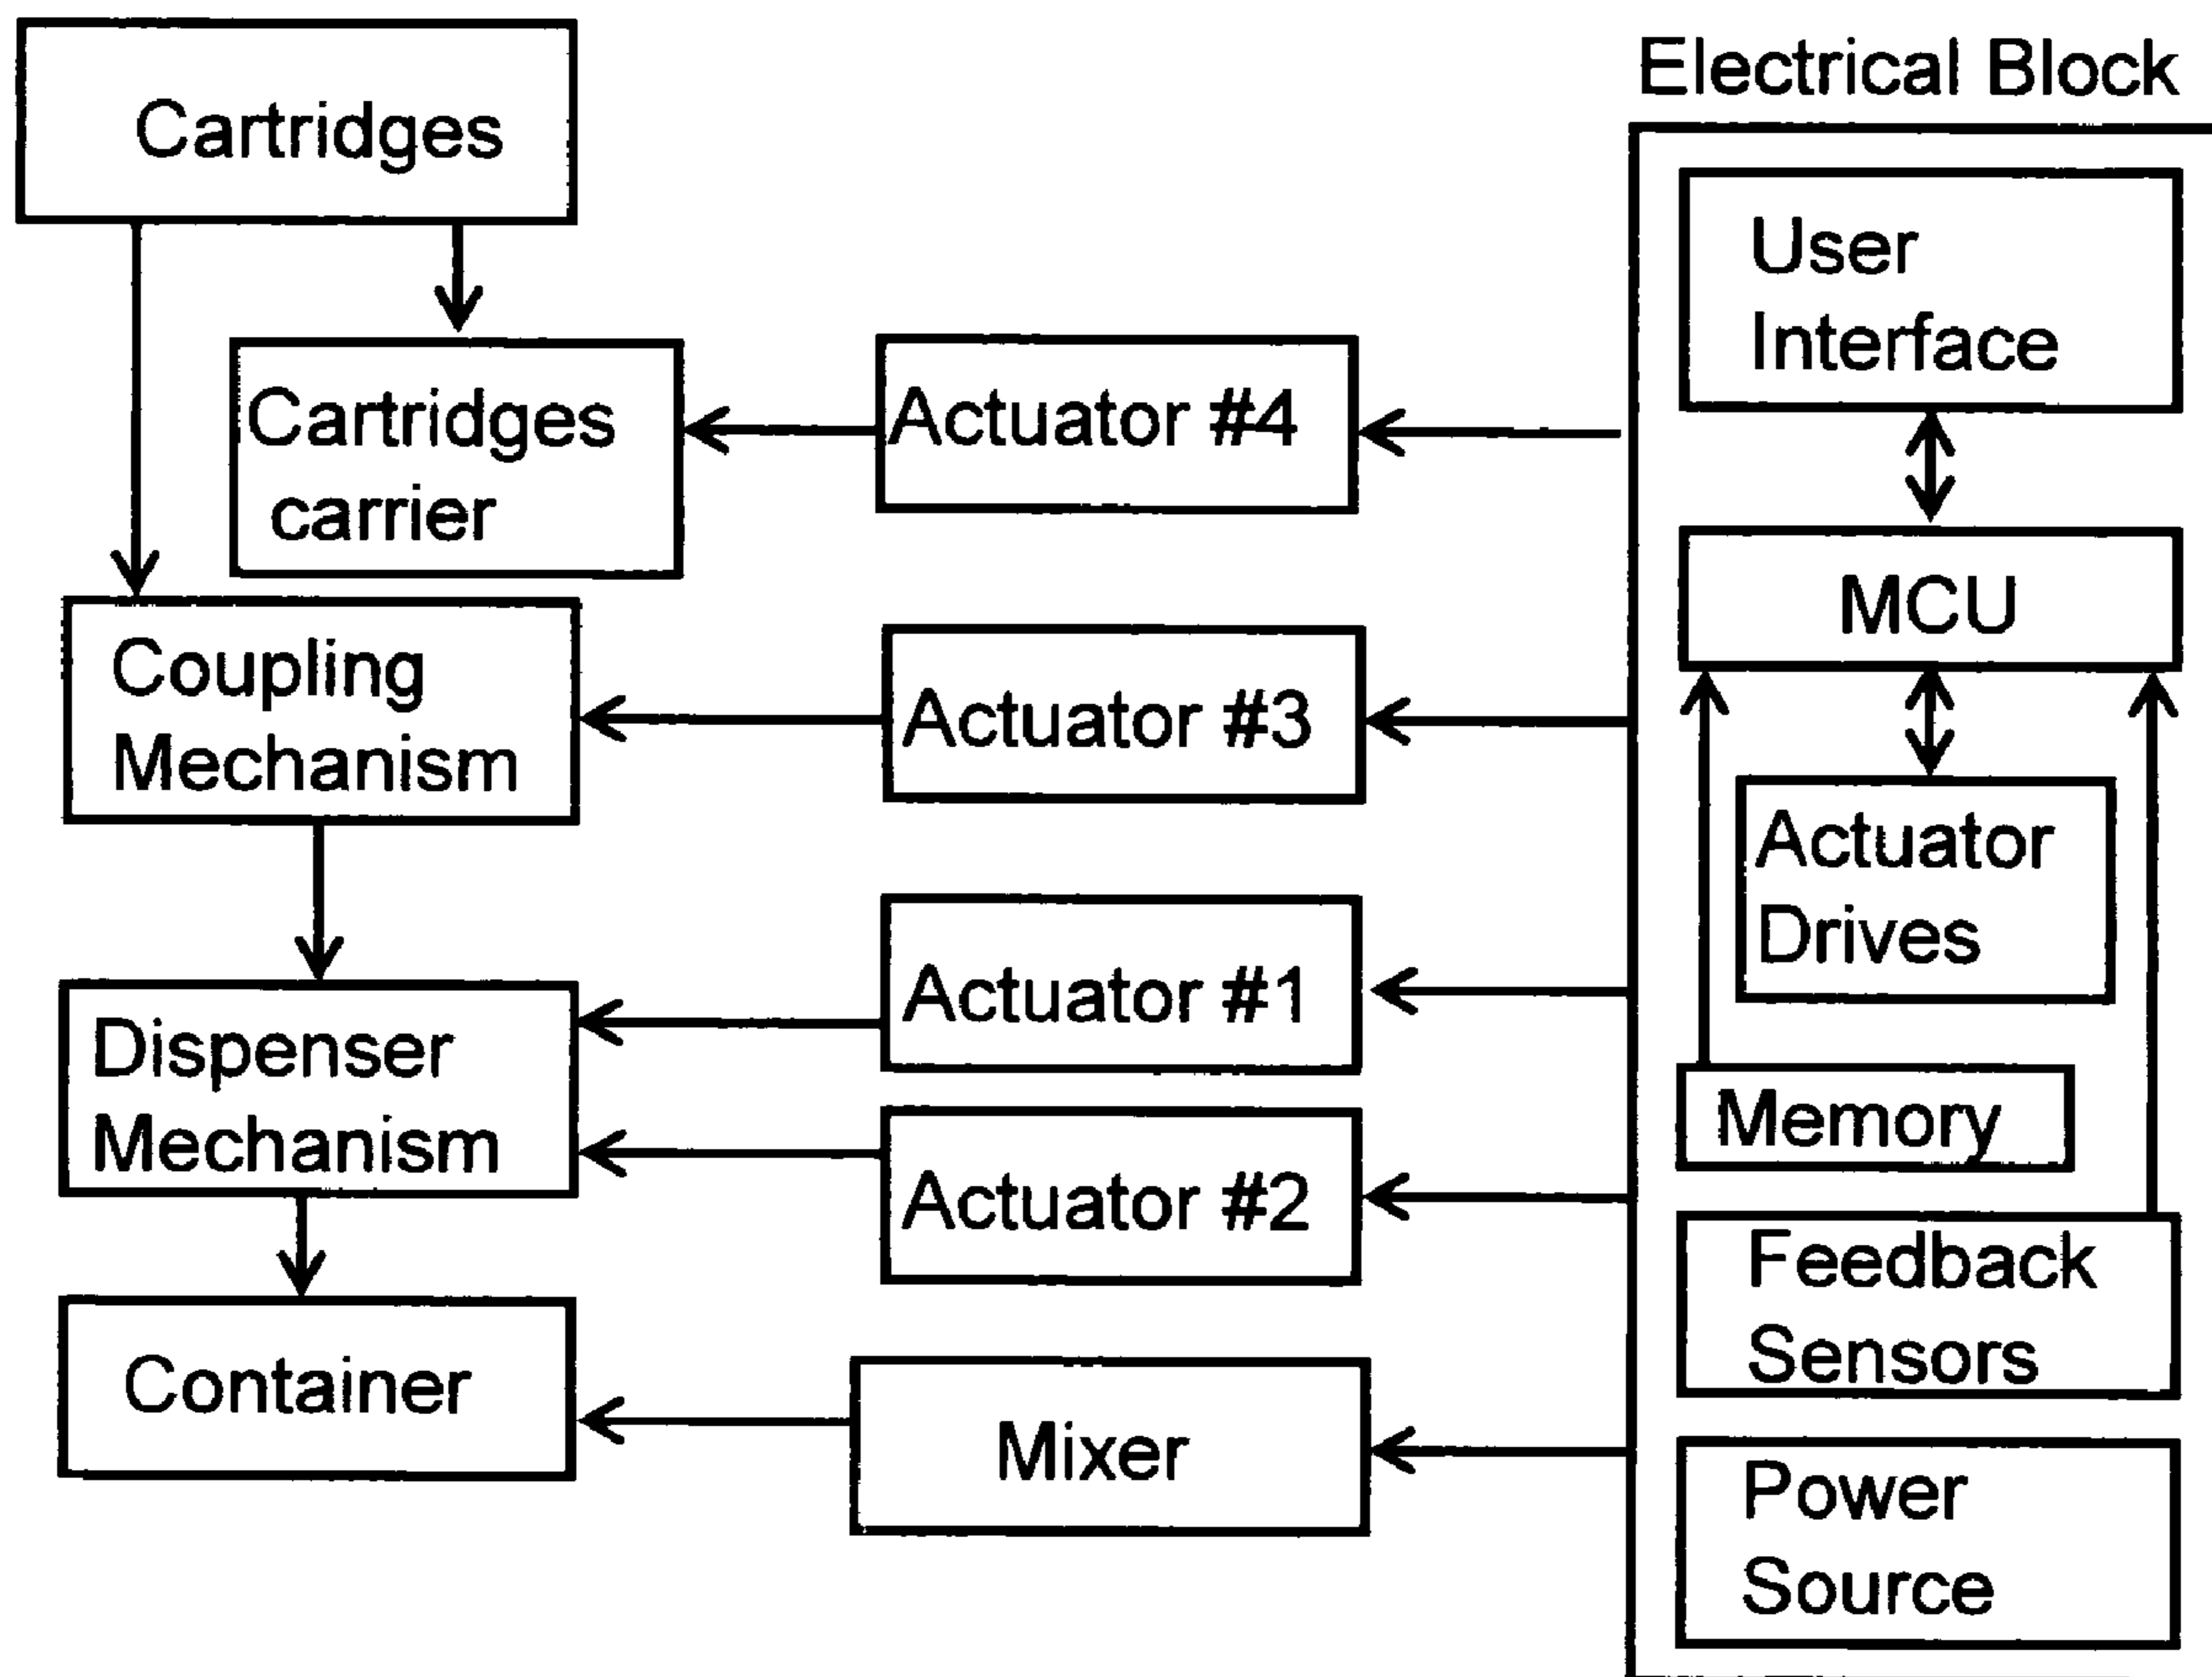 Cartridges
Electrical Block
User
Interface
Cartridges
carrier
Actuator #4
MCU
Coupling
Mechanism
Actuator #3
Actuator
Drives
Dispenser
Mechanism
Actuator #1
Memory
Actuator #2
Feedback
Sensors
Container
Mixer
Power
Source